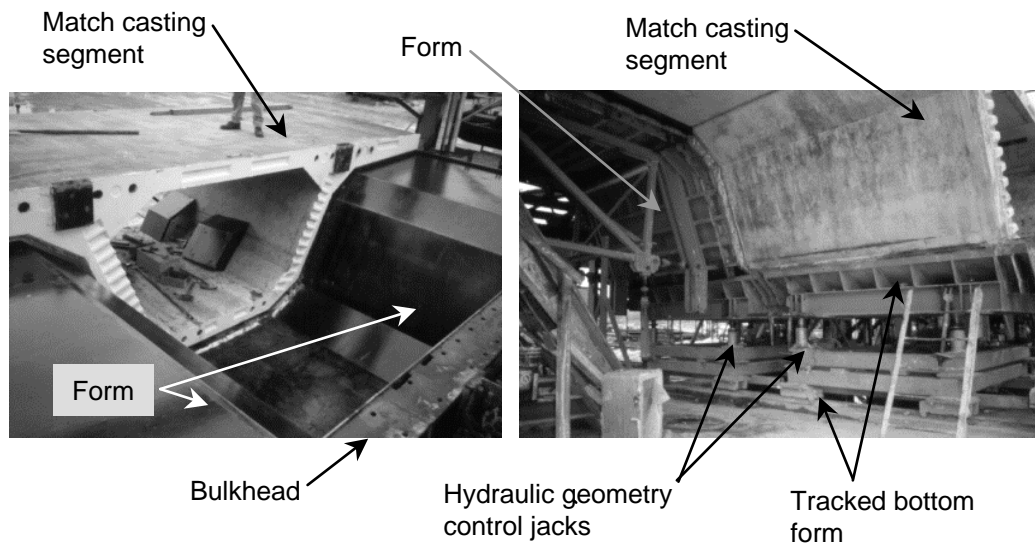 Match casting
segment
Form
Match casting
segment
Form
Bulkhead
Hydraulic geometry
control jacks
Tracked bottom
form